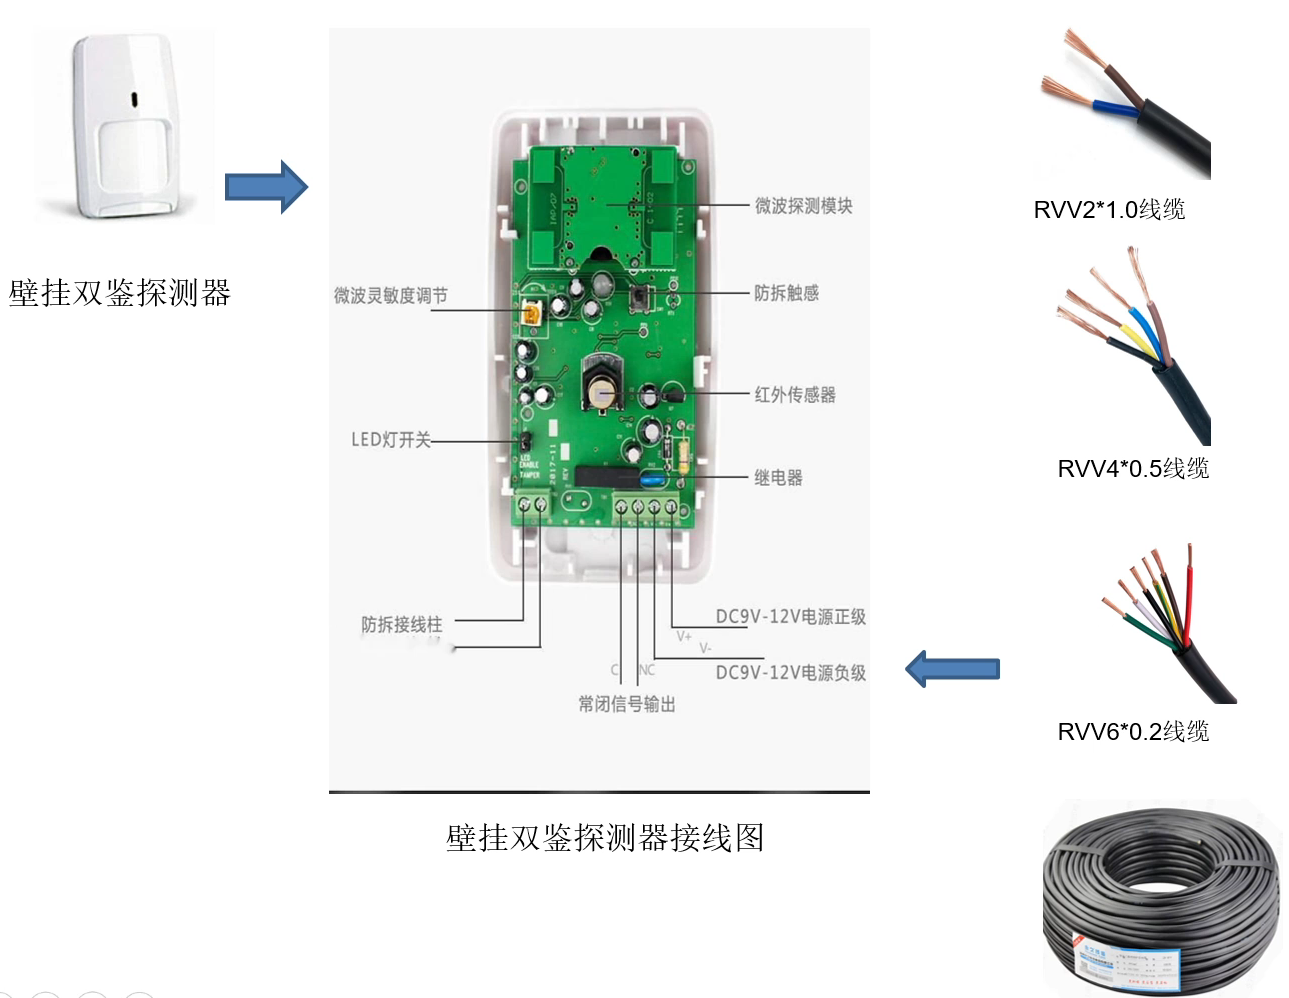 壁挂双鉴探测器
微波探测模块
防拆触感
微波灵敏度调节
红外传感器
LED灯开关
继电器
LED
ENABLE
TAMPER
2017-11
REV
防拆接线柱
DC9V-12V电源正级
V+
V-
C
NC
DC9V-12V电源负级
常闭信号输出
壁挂双鉴探测器接线图
RVV2*1.0线缆
RVV4*0.5线缆
RVV6*0.2线缆